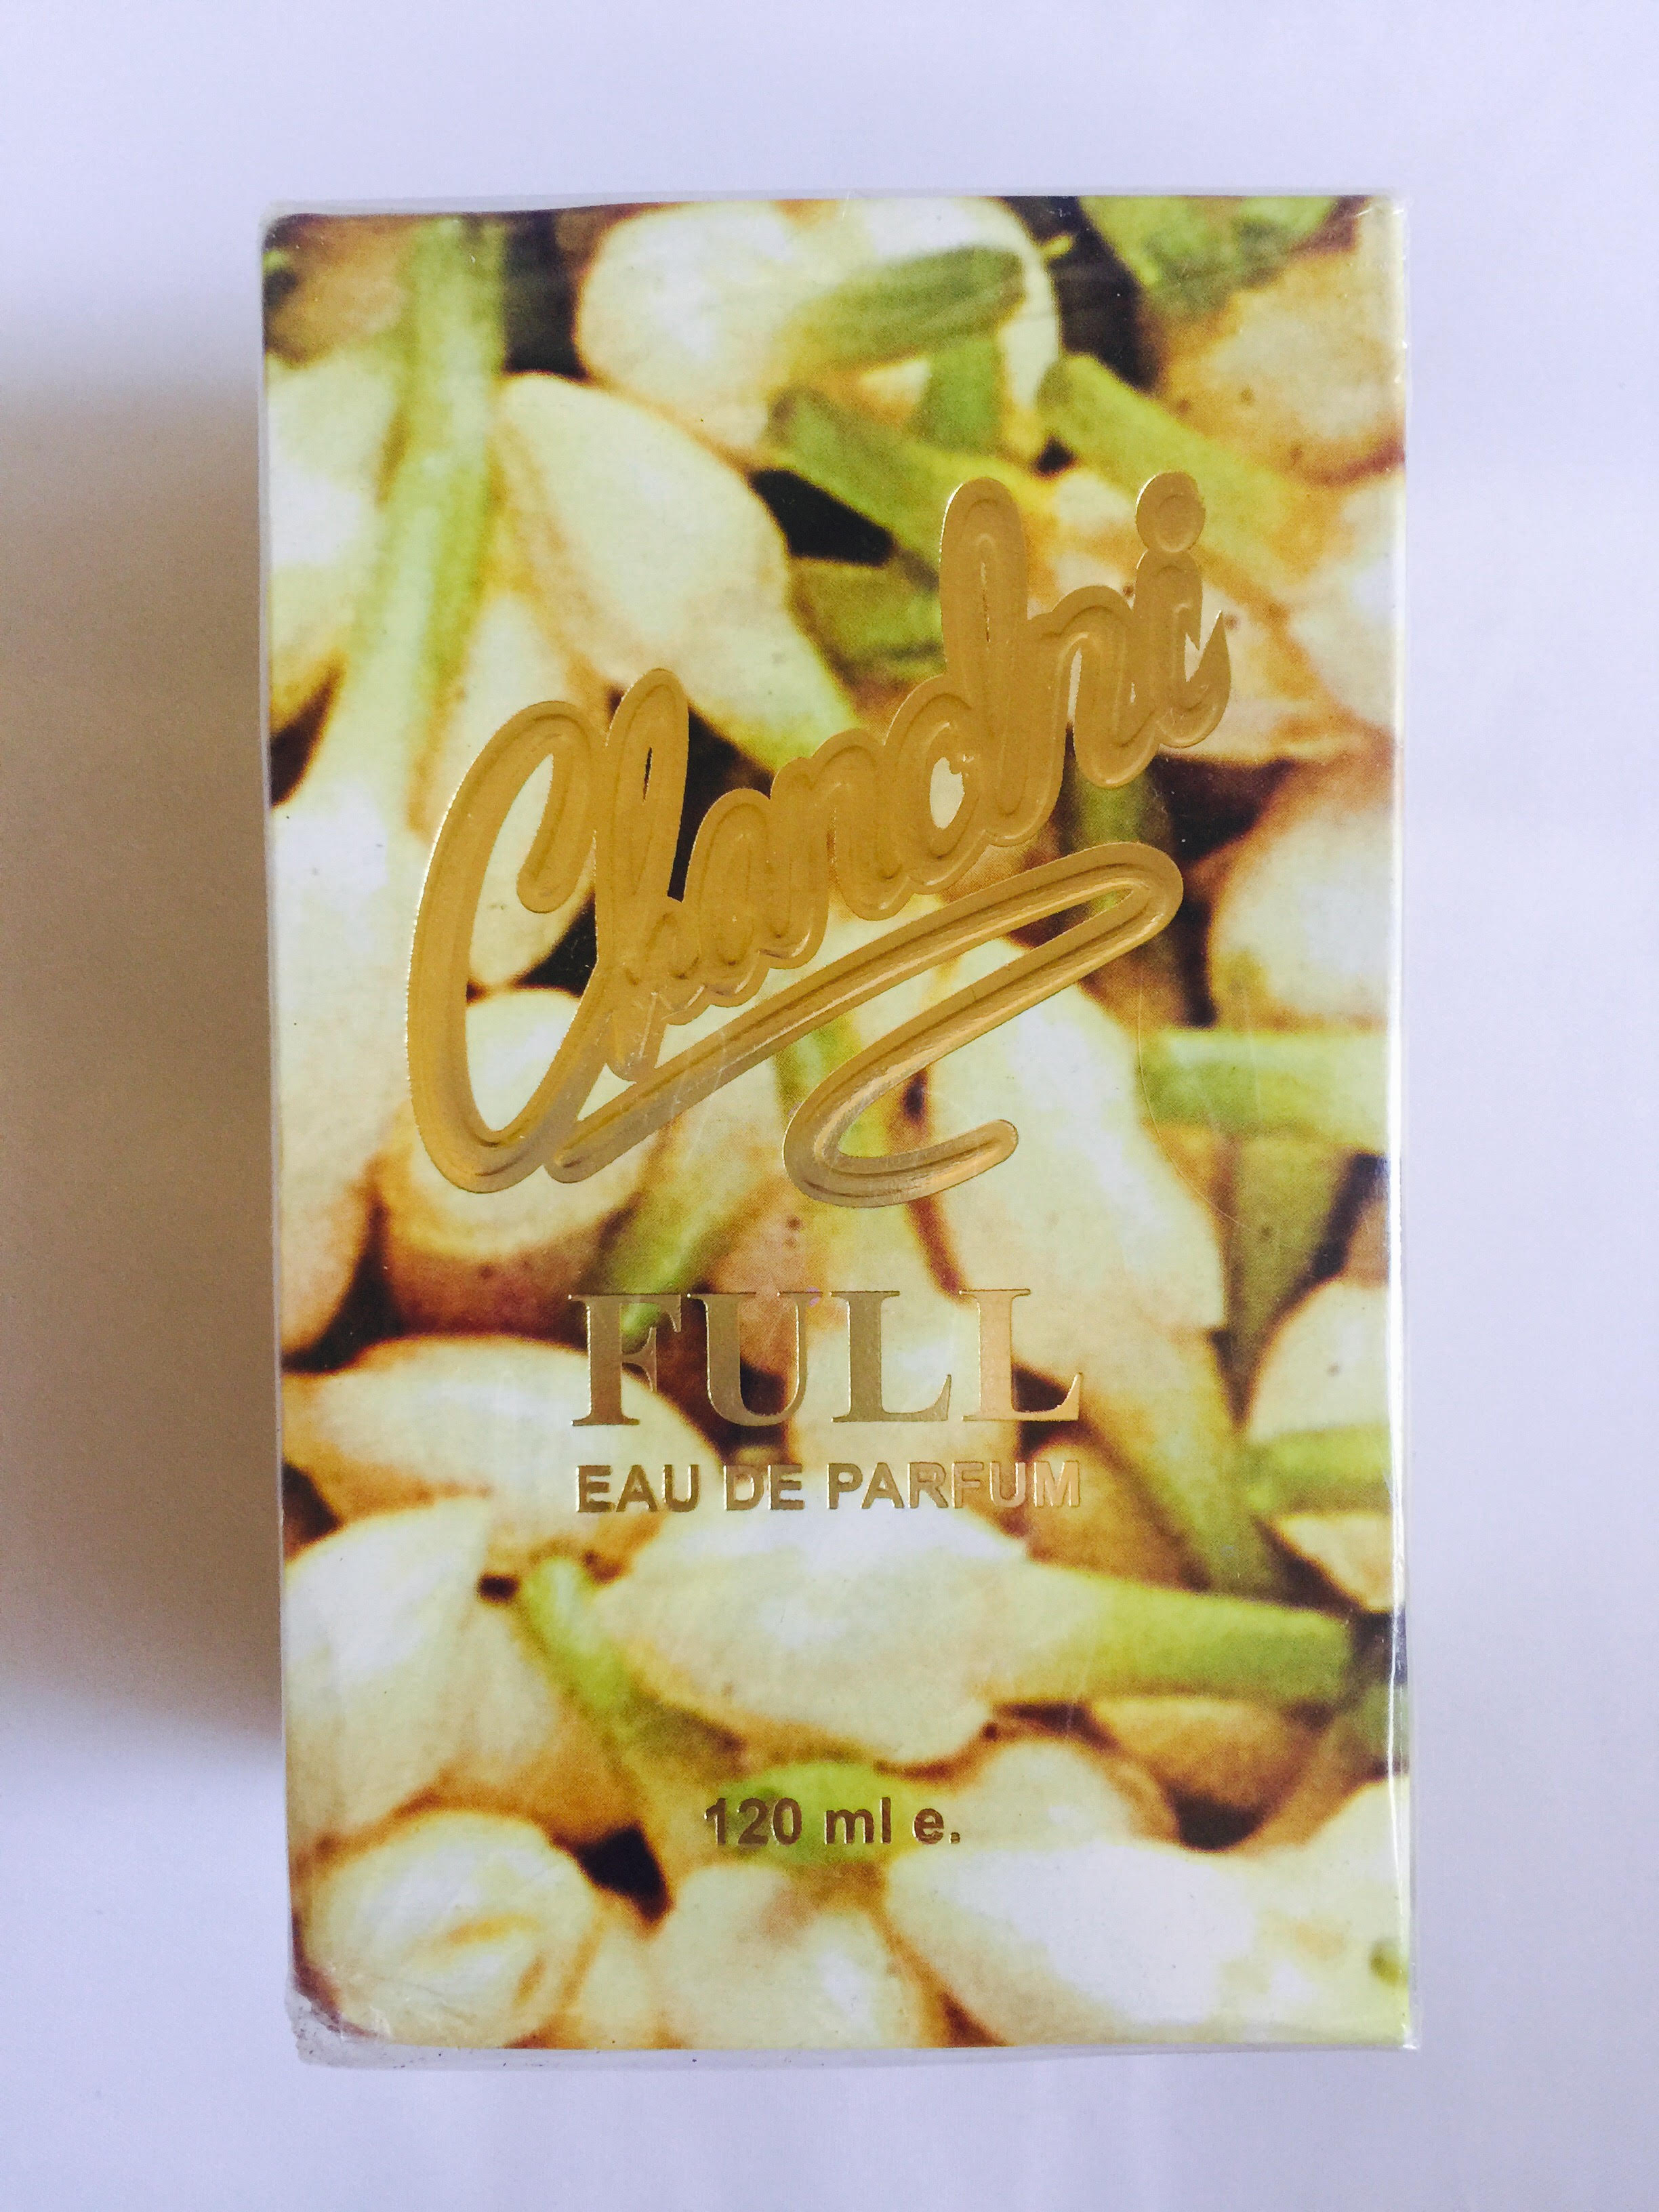 Chandni
FULL
EAU DE PARFUM
120 ml e.